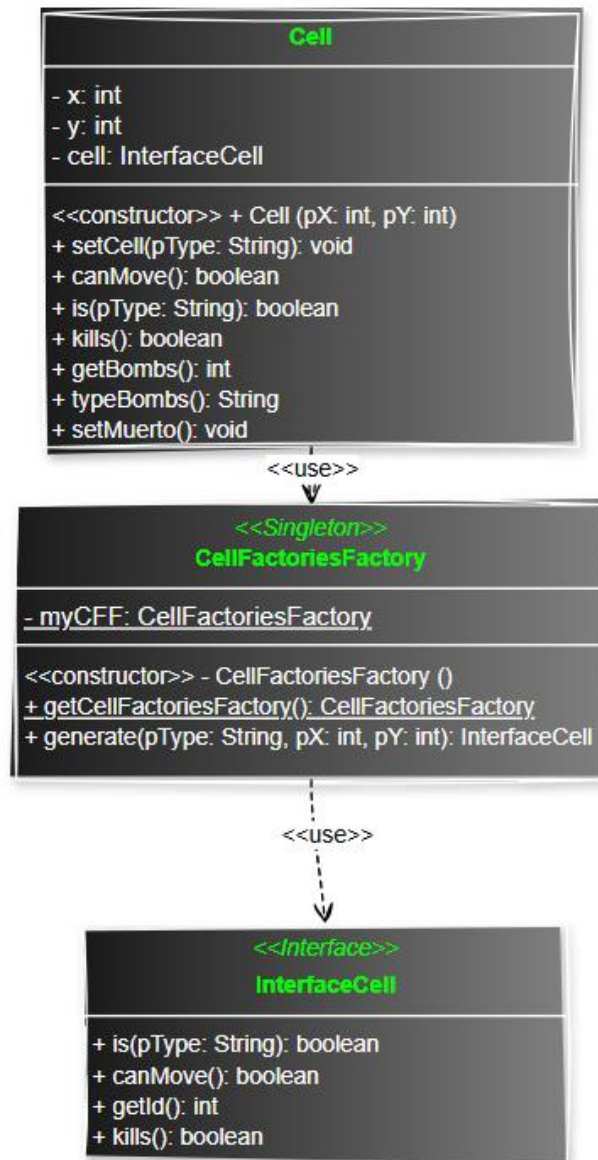 Cell
- x: int
- y: int
- cell: InterfaceCell
<<constructor>> + Cell (pX: int, pY: int)
+ setCell(pType: String): void
+ canMove(): boolean
+ is(pType: String): boolean
+ kills(): boolean
+ getBombs(): int
+ typeBombs(): String
+ setMuerto(): void
<<use>>
<<Singleton>>
CellFactoriesFactory
- myCFF: CellFactoriesFactory
<<constructor>> - CellFactoriesFactory ()
+ getCellFactoriesFactory(): CellFactoriesFactory
+ generate(pType: String, pX: int, pY: int): InterfaceCell
<<use>>
<<Interface>>
InterfaceCell
+ is(pType: String): boolean
+ canMove(): boolean
+ getId(): int
+ kills(): boolean